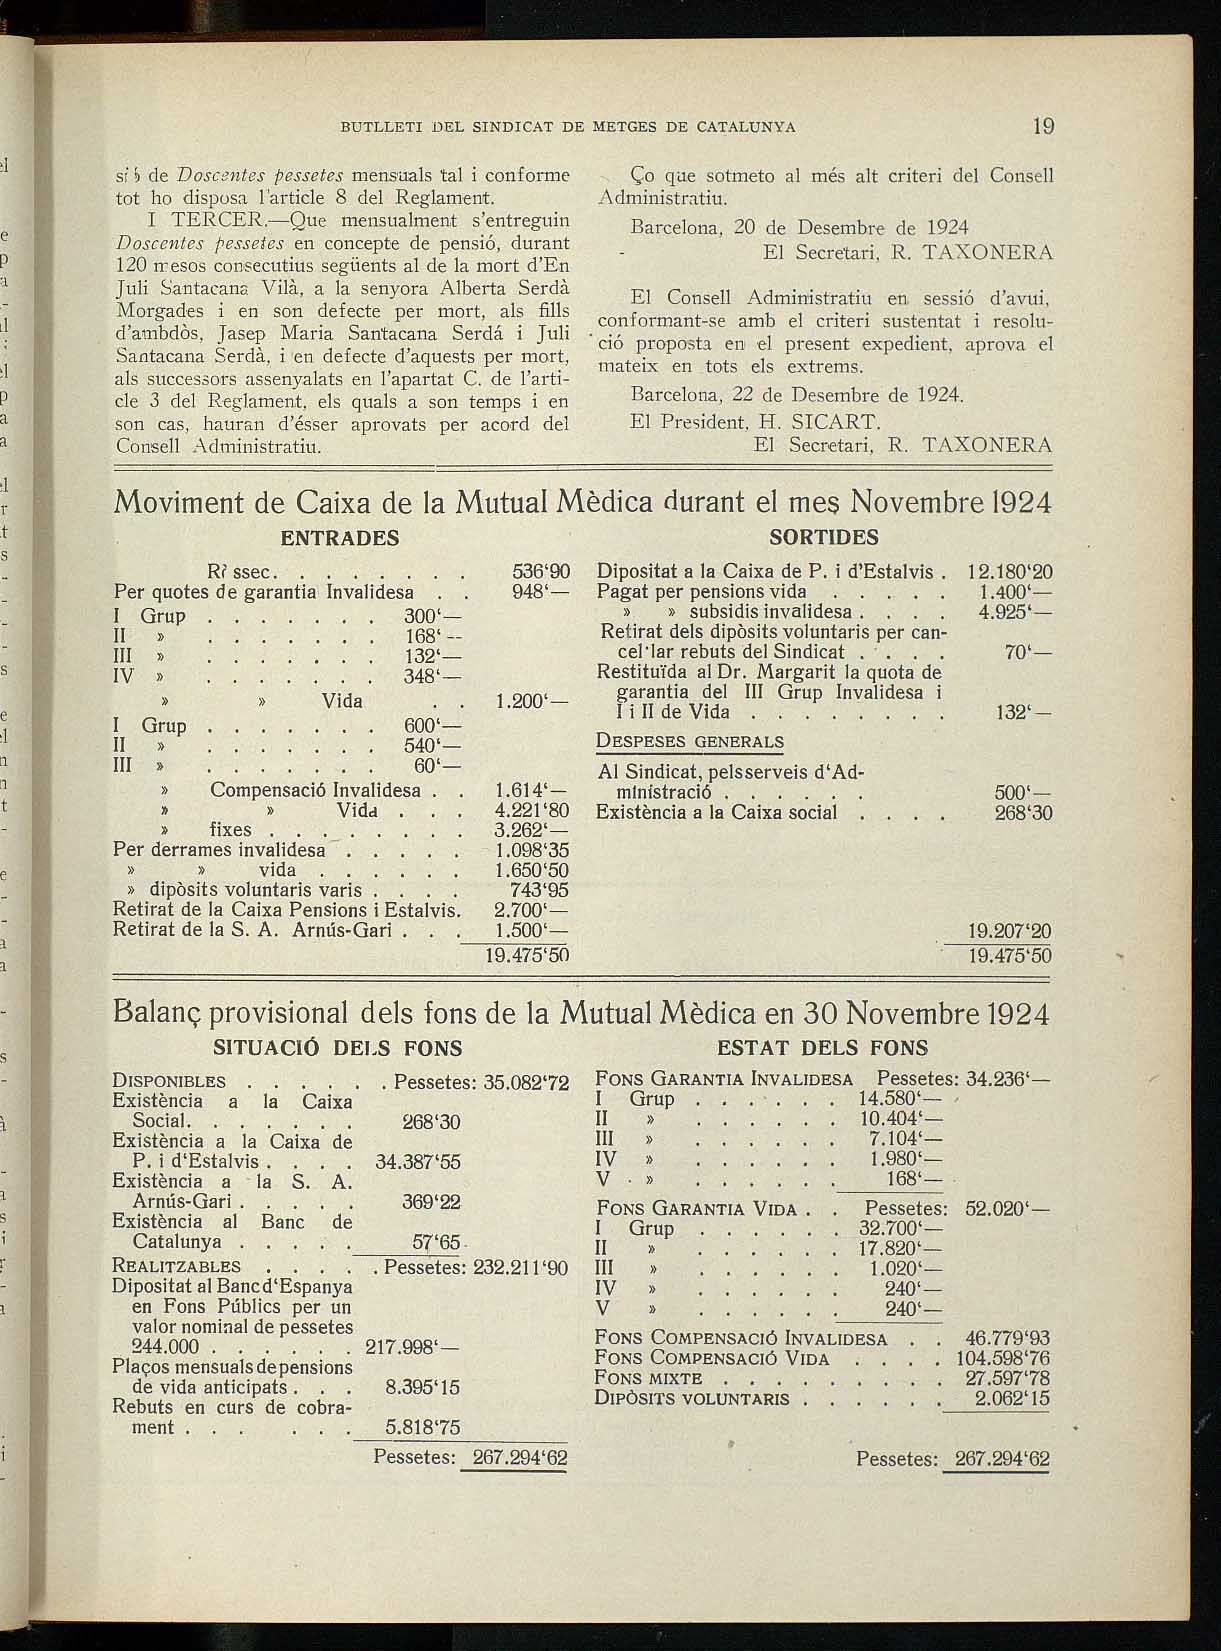 BUTLLETI DEL SINDICAT DE METGES DE CATALUNYA 19
de Doscentes pessetes mensuals tal i conforme
tot ho disposa l'article 8 del Reglament.
I TERCER.—Que mensualment s'entreguin
Doscentes pessetes en concepte de pensió, durant
120 mesos consecutius següents al de la mort d'En
Juli Santacana Vilà, a la senyora Alberta Serdà
Morgades i en son defecte per mort, als fills
d'ambdòs, Jasep Maria Santacana Serdá i Juli
Santacana Serdà, i en defecte d'aquests per mort,
als successors assenyalats en l'apartat C. de l'arti-
cle 3 del Reglament, els quals a son temps i en
son cas, hauran d'ésser aprovats per acord del
Consell Administratiu.
Ço que sotmeto al més alt criteri del Consell
Administratiu.
Barcelona, 20 de Desembre de 1924
El Secretari, R. TAXONERA
El Consell Administratiu en sessió d'avui,
conformant-se amb el criteri sustentat i resolu-
ció proposta en el present expedient, aprova el
mateix en tots els extrems.
Barcelona, 22 de Desembre de 1924.
El President, H. SICART.
El Secretari, R. TAXONERA
Moviment de Caixa de la Mutual Mèdica durant el mes Novembre 1924
ENTRADES
Ròssec. . . . . . . . . 536‘90
Per quotes de garantia Invalidesa . . 948‘—
I Grup . . . . . . . 300‘—
II » . . . . . . . 168‘--
III » . . . . . . . 132‘—
IV » . . . . . . . 348‘—
» » Vida . . 1.200‘—
I Grup . . . . . . . 600‘—
II » . . . . . . . 540‘—
III » . . . . . . . 60‘—
» Compensació Invalidesa . . 1.614‘—
» » Vida . . . 4.221‘80
» fixes . . . . . . . . 3.262‘—
Per derrames invalidesa . . . . . 1.098‘35
» » vida . . . . . . 1.650‘50
» dipòsits voluntaris varis . . . . 743‘95
Retirat de la Caixa Pensions i Estalvis. 2.700‘—
Retirat de la S. A. Arnús-Gari . . . 1.500‘—
19.475‘50
SORTIDES
Dipositat a la Caixa de P. i d'Estalvis . 12.180‘20
Pagat per pensions vida . . . . . 1.400‘—
» » subsidis invalidesa . . . . 4.925‘—
Retirat dels dipòsits voluntaris per can-
cel·lar rebuts del Sindicat . . . . 70‘—
Restituïda al Dr. Margarit la quota de
garantia del III Grup Invalidesa i
I i II de Vida . . . . . . . . 132‘—
DESPESES GENERALS
Al Sindicat, pels serveis d‘Ad-
ministració . . . . . . 500‘—
Existència a la Caixa social . . . . 268‘30
19.207‘20
19.475‘50
Balanç provisional dels fons de la Mutual Mèdica en 30 Novembre 1924
SITUACIÓ DELS FONS
DISPONIBLES . . . . . . Pessetes: 35.082‘72
Existència a la Caixa
Social. . . . . . . 268‘30
Existència a la Caixa de
P. i d‘Estalvis . . . . 34.387‘55
Existència a la S. A.
Arnús-Gari . . . . . 369‘22
Existència al Banc de
Catalunya . . . . . 57‘65
REALITZABLES . . . . . Pessetes: 232.211‘90
Dipositat al Banc d‘Espanya
en Fons Públics per un
valor nominal de pessetes
244.000 . . . . . . 217.998‘—
Plaços mensuals de pensions
de vida anticipats . . . 8.395‘15
Rebuts en curs de cobra-
ment . . . . . . 5.818‘75
Pessetes: 267.294‘62
ESTAT DELS FONS
FONS GARANTIA INVALIDESA Pessetes: 34.236‘—
I Grup . . . . . . 14.580‘—
II » . . . . . . 10.404‘—
III » . . . . . . 7.104‘—
IV » . . . . . . 1.980‘—
V » . . . . . . 168‘—
FONS GARANTIA VIDA . . Pessetes: 52.020‘—
I Grup . . . . . . 32.700‘—
II » . . . . . . 17.820‘—
III » . . . . . . 1.020‘—
IV » . . . . . . 240‘—
V » . . . . . . 240‘—
FONS COMPENSACIÓ INVALIDESA . . 46.779‘93
FONS COMPENSACIÓ VIDA . . . . 104.598‘76
FONS MIXTE . . . . . . . . . 27.597‘78
DIPÒSITS VOLUNTARIS . . . . . . 2.062‘15
Pessetes: 267.294‘62